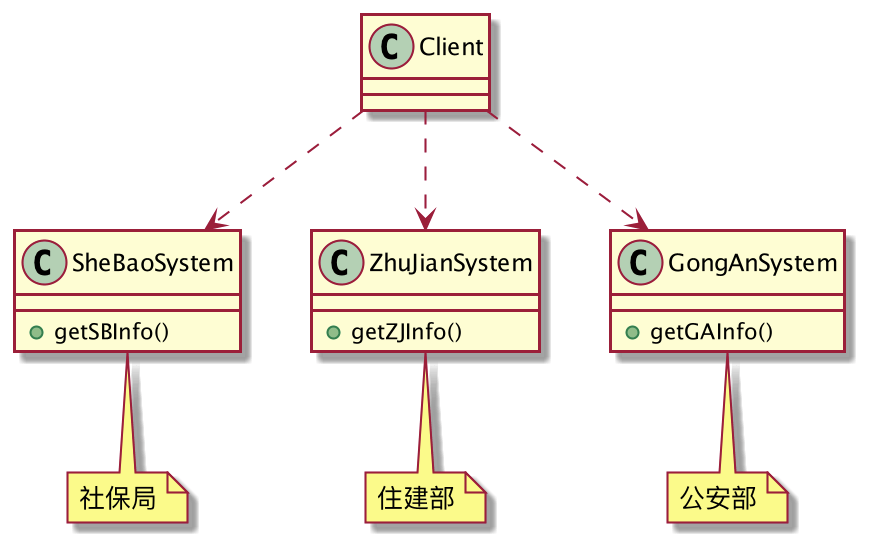 C Client
C SheBaoSystem
getSBInfo()
C ZhuJianSystem
getZJInfo()
C GongAnSystem
getGAInfo()
社保局
住建部
公安部